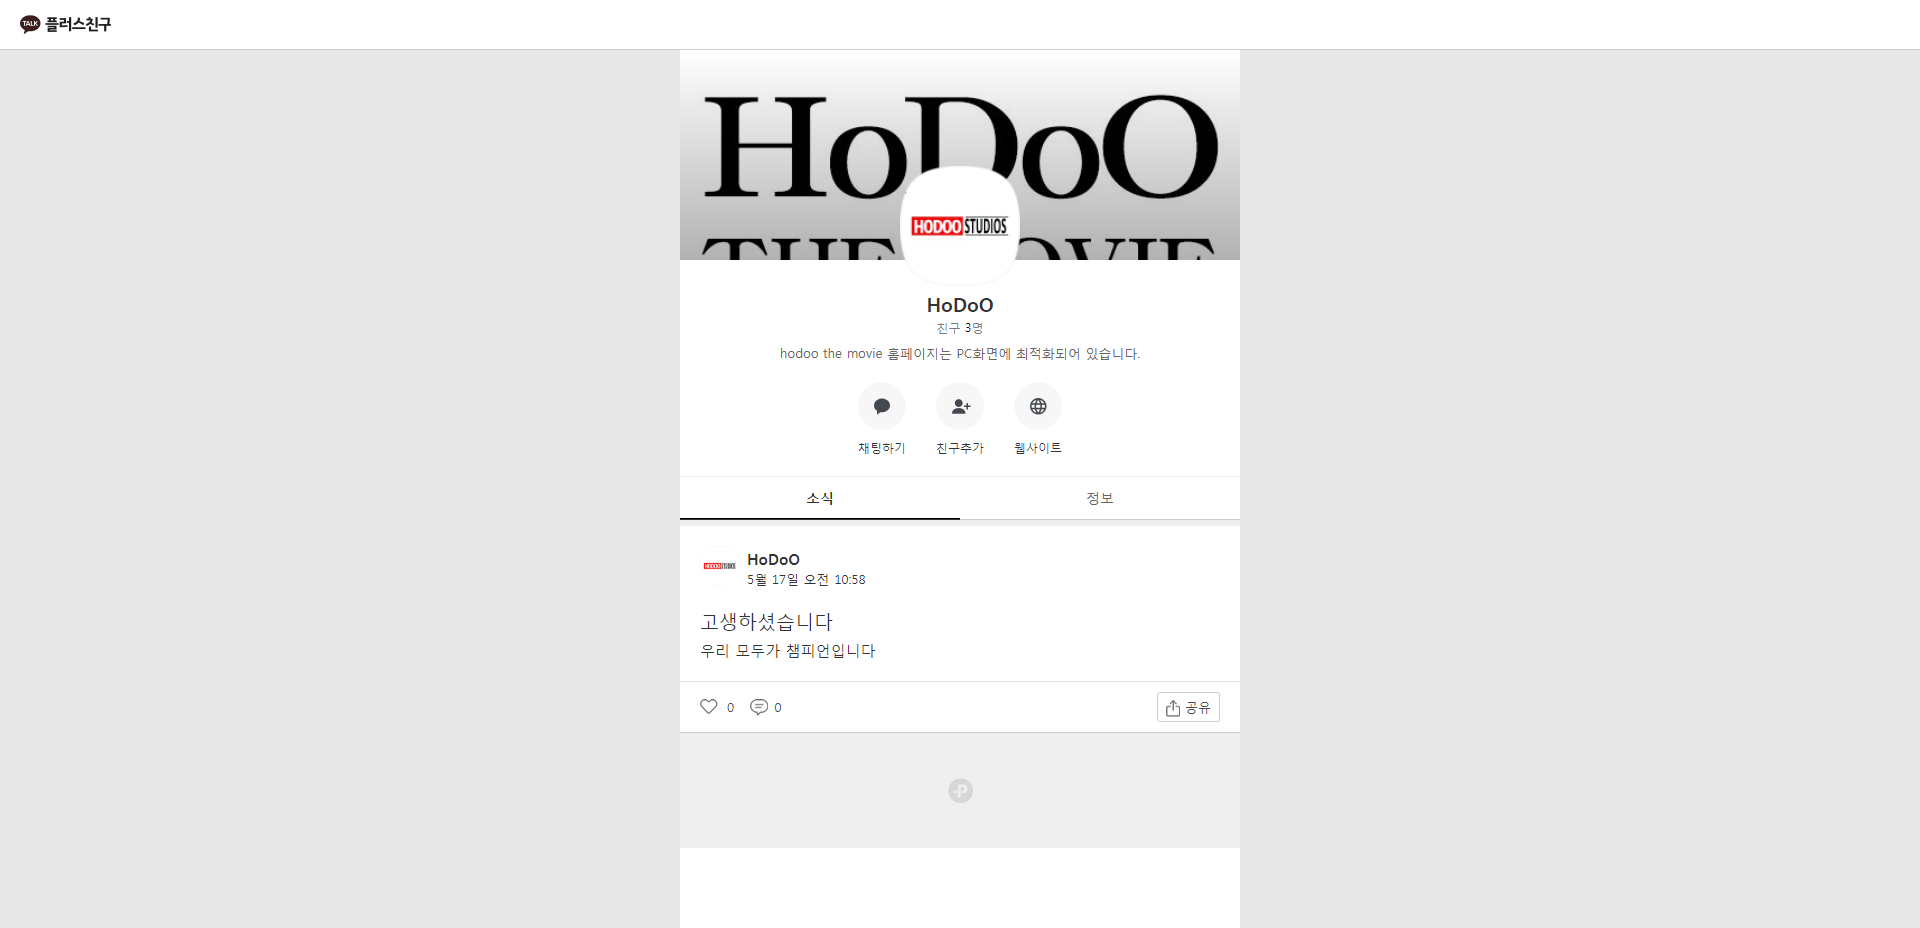 TALK 플러스친구
HoDoO
THE MOVIE
HODOO STUDIOS
HoDoO
친구 3명
hodoo the movie 홈페이지는 PC화면에 최적화되어 있습니다.
채팅하기 친구추가 웹사이트
소식 정보
HODOO STUDIOS
HoDoO
5월 17일 오전 10:58
고생하셨습니다
우리 모두가 챔피언입니다
0 0 공유
P